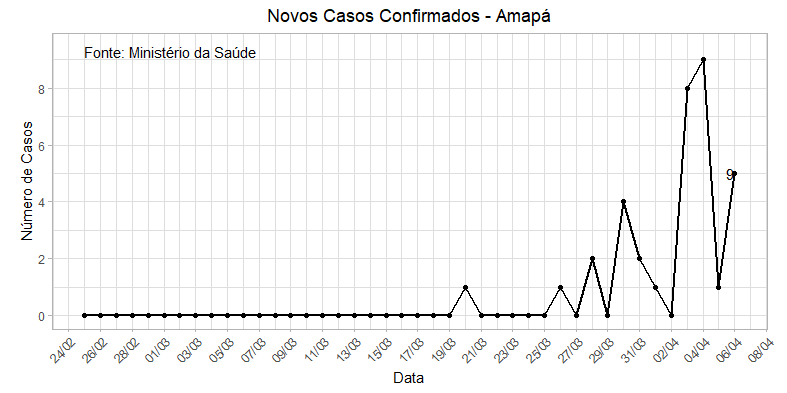 Novos Casos Confirmados - Amapá
Fonte: Ministério da Saúde
Número de Casos
8
6
4
2
0
9
24/02 26/02 28/02 01/03 03/03 05/03 07/03 09/03 11/03 13/03 15/03 17/03 19/03 21/03 23/03 25/03 27/03 29/03 31/03 02/04 04/04 06/04 08/04
Data